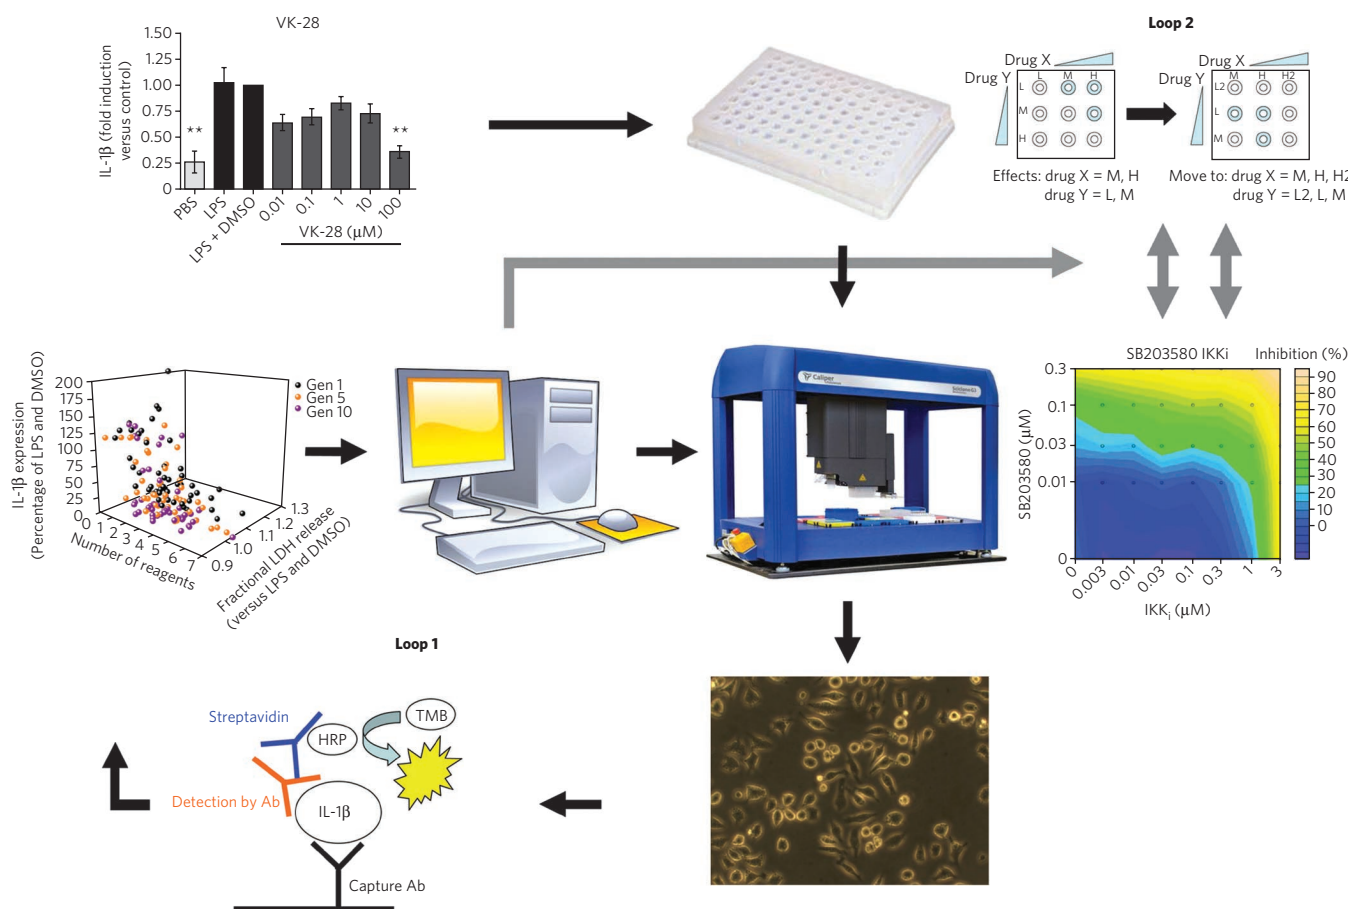 VK-28
IL-1β (fold induction
versus control)
1.50
1.00
0.75
0.50
0.25
0
**
**
PBS
LPS
LPS + DMSO
0.01
0.1
1
10
100
VK-28 (μM)
Loop 2
Drug X
Drug Y
L M H
L
M
H
Effects: drug X = M, H
drug Y = L, M
Drug X
Drug Y
M H H2
L2
L
M
Move to: drug X = M, H, H2
drug Y = L2, L, M
IL-1β expression
(Percentage of LPS and DMSO)
200
175
150
125
100
75
50
25
0
0 1 2 3 4 5 6 7
Number of reagents
0.9 1.0 1.1 1.2 1.3
Fractional LDH release
(versus LPS and DMSO)
Gen 1
Gen 5
Gen 10
Caliper
SB203580 IKKi
Inhibition (%)
SB203580 (μM)
0.3
0.1
0.03
0.01
0
0
0.003
0.01
0.03
0.1
0.3
1
3
IKKi (μM)
90
80
70
60
50
40
30
20
10
0
Loop 1
Streptavidin
HRP
TMB
Detection by Ab
IL-1β
Capture Ab